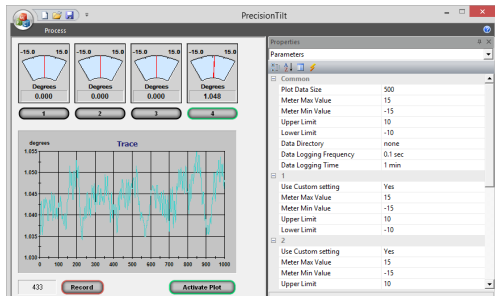 PrecisionTilt
Process
-15.0 15.0 -15.0 15.0 -15.0 15.0 -15.0 15.0
Degrees Degrees Degrees Degrees
0.000 0.000 0.000 1.048
1 2 3 4
degrees Trace
1.055
1.050
1.045
1.040
1.035
1.030
0 100 200 300 400 500 600 700 800 900 1000
433 Record Activate Plot
Properties
Parameters
Common
Plot Data Size 500
Meter Max Value 15
Meter Min Value -15
Upper Limit 10
Lower Limit -10
Data Directory none
Data Logging Frequency 0.1 sec
Data Logging Time 1 min
1
Use Custom setting Yes
Meter Max Value 15
Meter Min Value -15
Upper Limit 10
Lower Limit -10
2
Use Custom setting Yes
Meter Max Value 15
Meter Min Value -15
Upper Limit 10